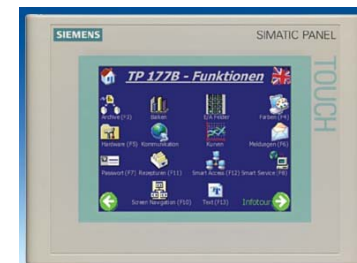 SIEMENS
SIMATIC PANEL
TOUCH
TP 177B - Funktionen
Archive (F3)
Balken
E/A Felder
Farben (F4)
Hardware (F5)
Kommunikation
Kurven
Meldungen (F6)
Passwort (F7)
Rezepturen (F11)
Smart Access (F12)
Smart Service (F8)
Screen Navigation (F10)
Text (F13)
Infotour